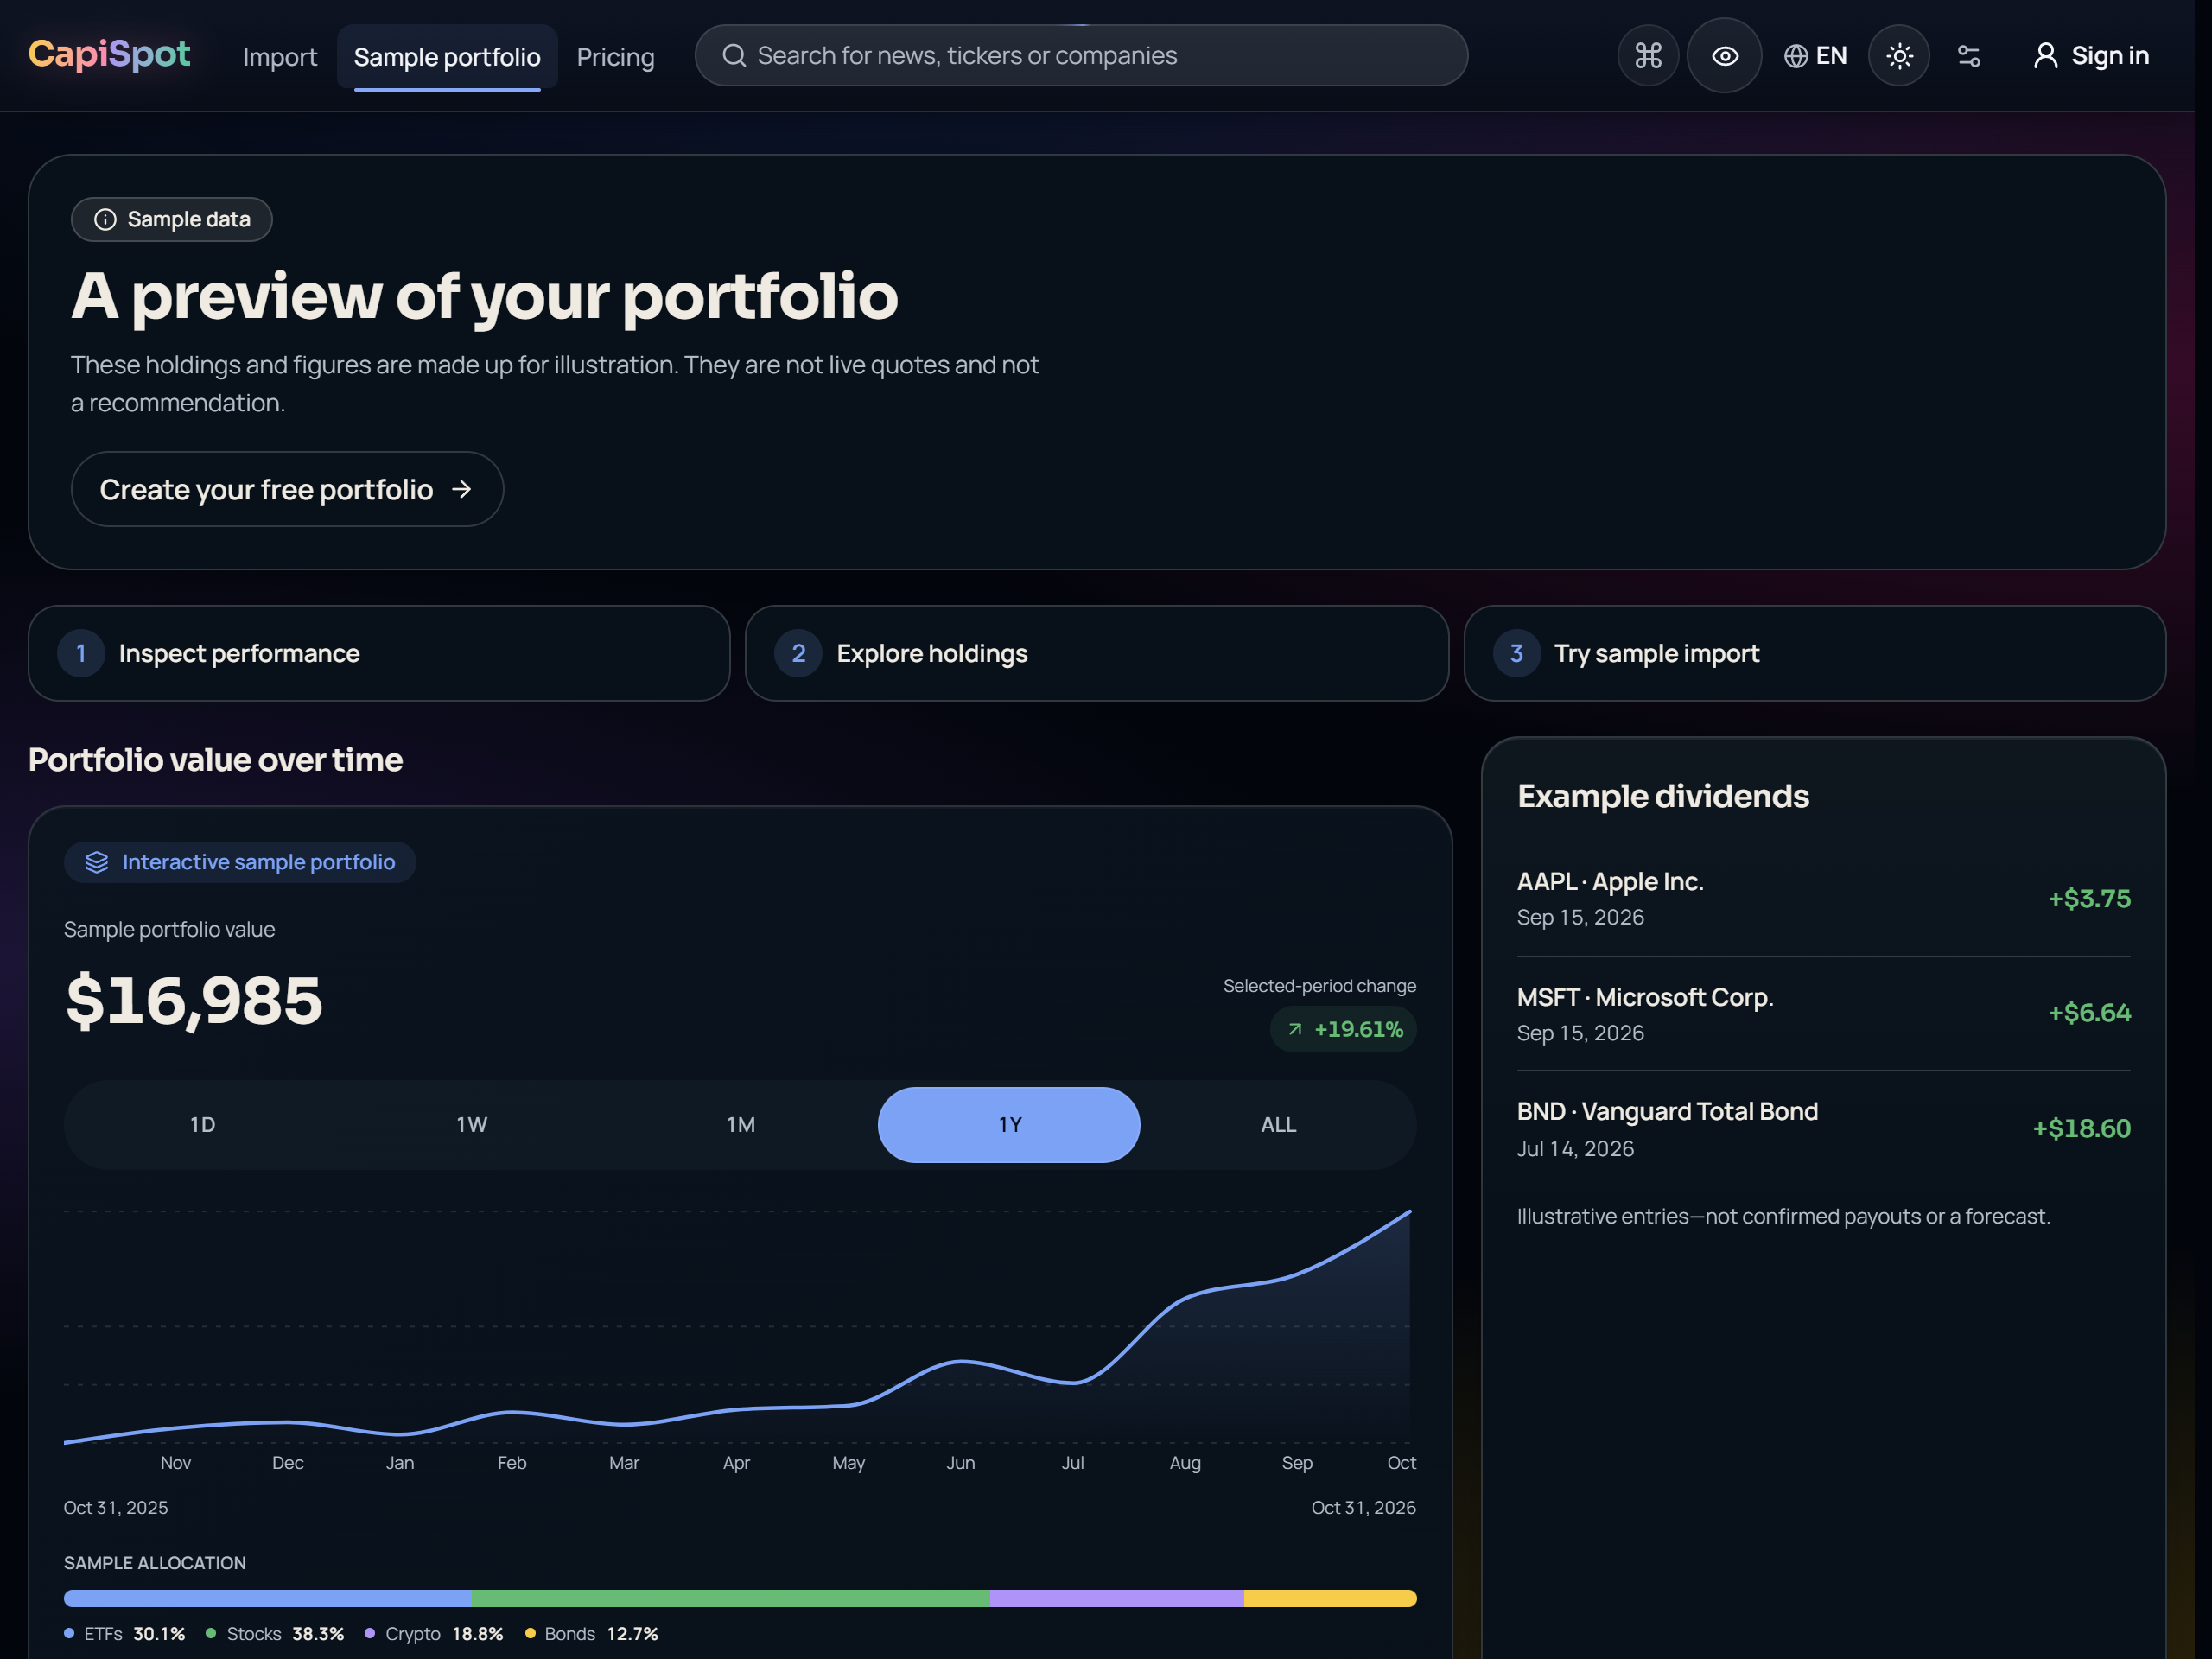 CapiSpot
Import
Sample portfolio
Pricing
Search for news, tickers or companies
EN
Sign in
Sample data
A preview of your portfolio
These holdings and figures are made up for illustration. They are not live quotes and not
a recommendation.
Create your free portfolio
1 Inspect performance
2 Explore holdings
3 Try sample import
Portfolio value over time
Interactive sample portfolio
Sample portfolio value
$16,985
Selected-period change
+19.61%
1D 1W 1M 1Y ALL
Nov Dec Jan Feb Mar Apr May Jun Jul Aug Sep Oct
Oct 31, 2025
Oct 31, 2026
SAMPLE ALLOCATION
ETFs 30.1% Stocks 38.3% Crypto 18.8% Bonds 12.7%
Example dividends
AAPL · Apple Inc.
Sep 15, 2026
+$3.75
MSFT · Microsoft Corp.
Sep 15, 2026
+$6.64
BND · Vanguard Total Bond
Jul 14, 2026
+$18.60
Illustrative entries—not confirmed payouts or a forecast.